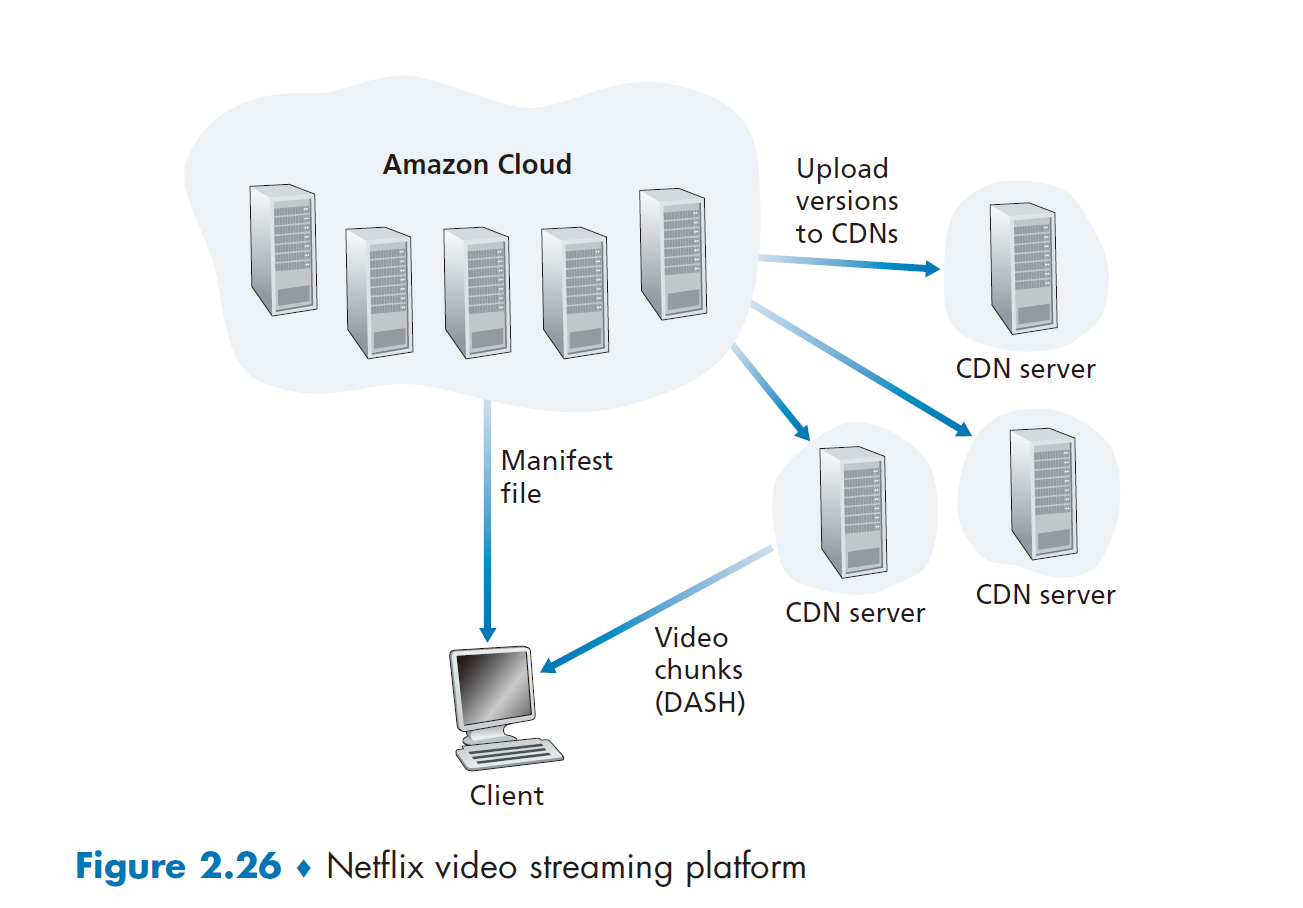 Amazon Cloud
Upload
versions
to CDNs
CDN server
Manifest
file
CDN server
CDN server
Video
chunks
(DASH)
Client
Figure 2.26 ♦ Netflix video streaming platform